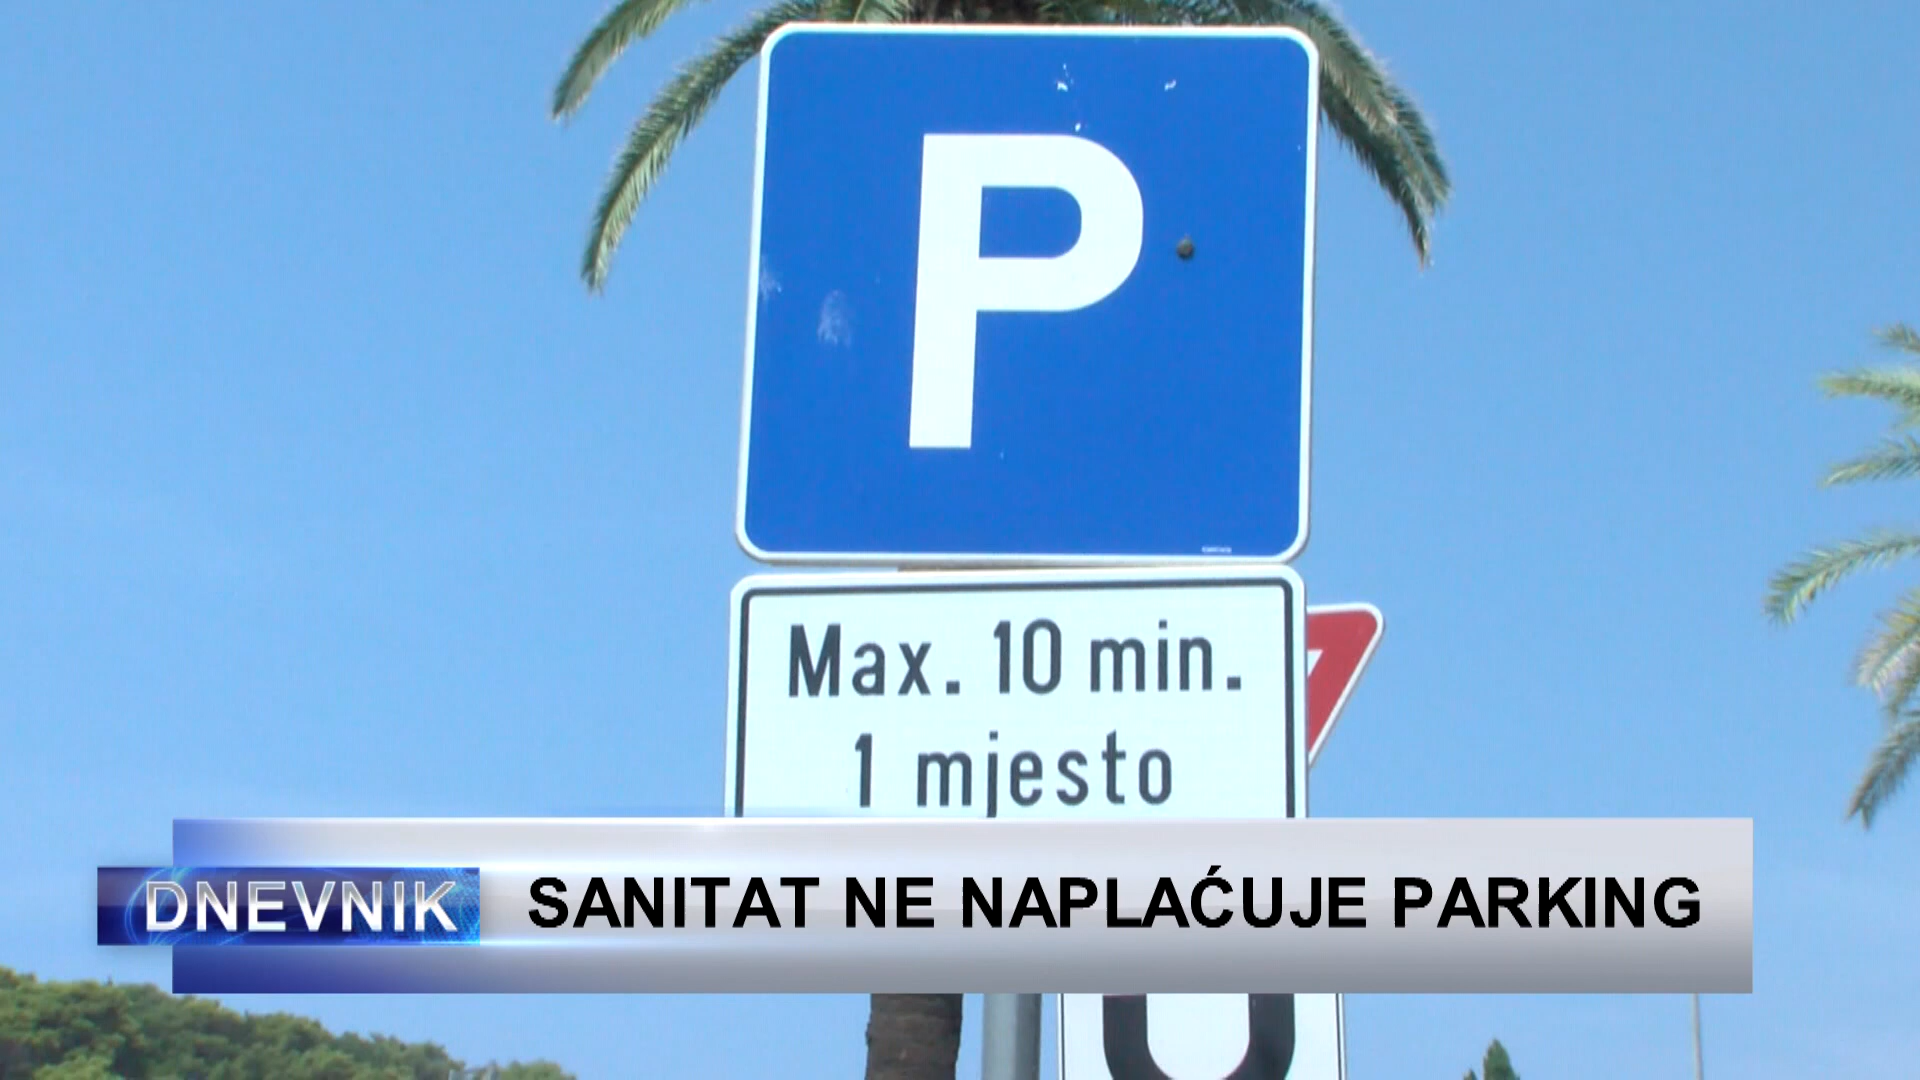 P
Max. 10 min.
1 mjesto
DNEVNIK
SANITAT NE NAPLAĆUJE PARKING